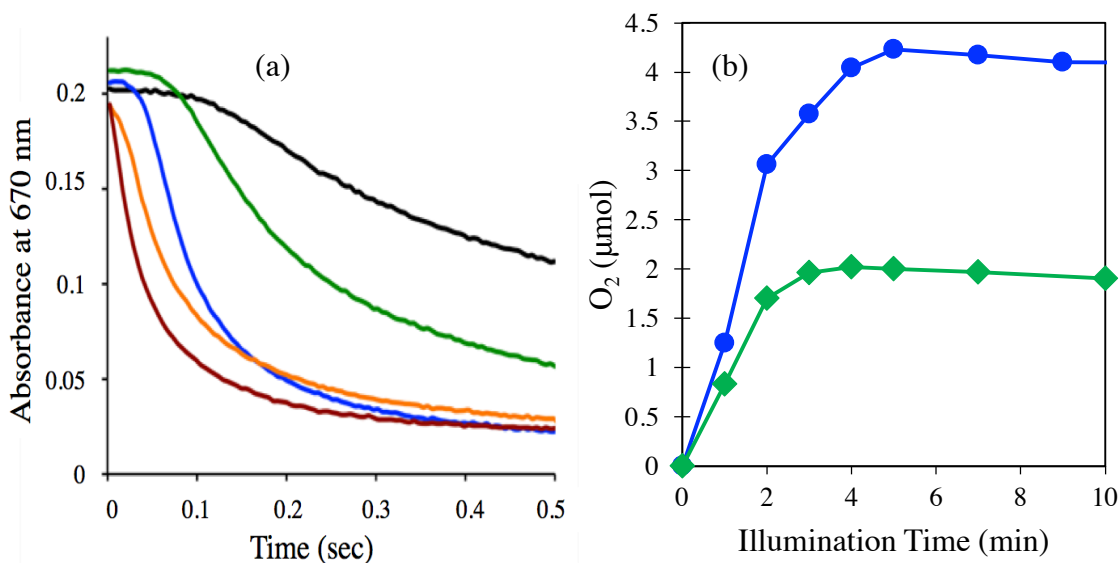 (a)
Absorbance at 670 nm
0.2
0.15
0.1
0.05
0
0 0.1 0.2 0.3 0.4 0.5
Time (sec)
(b)
O₂ (μmol)
4.5
4
3.5
3
2.5
2
1.5
1
0.5
0
0 2 4 6 8 10
Illumination Time (min)